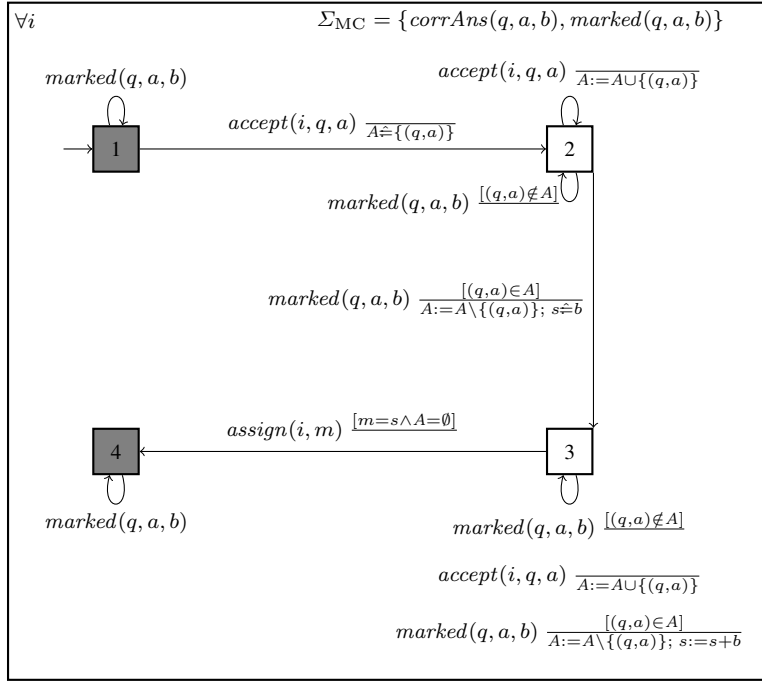 ∀i Σ_MC = {corrAns(q, a, b), marked(q, a, b)}
marked(q, a, b)
accept(i, q, a) / A:=A∪{(q,a)}
accept(i, q, a) / A:=̂{(q,a)}
1
2
marked(q, a, b) [(q,a)∉A] /
marked(q, a, b) [(q,a)∈A] / A:=A\{(q,a)}; s:=̂b
assign(i, m) [m=s∧A=∅] /
4
3
marked(q, a, b)
marked(q, a, b) [(q,a)∉A] /
accept(i, q, a) / A:=A∪{(q,a)}
marked(q, a, b) [(q,a)∈A] / A:=A\{(q,a)}; s:=s+b